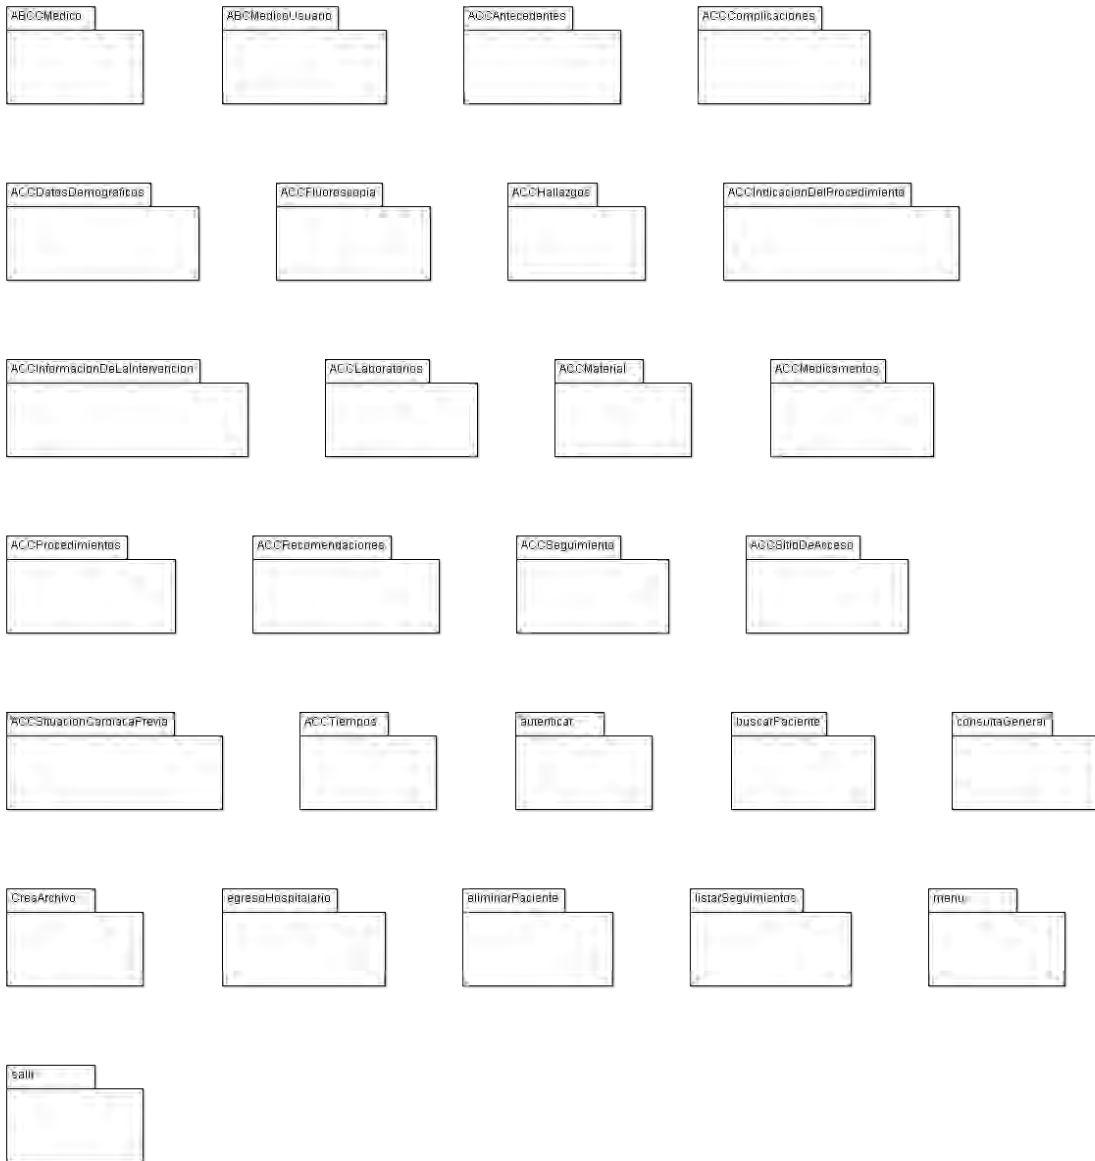 ABCCMedico
ABCMedicoUsuario
ACCAntecedentes
ACCComplicaciones
ACCDatosDemograficos
ACCFluoroscopia
ACCHallazgos
ACCIndicacionDelProcedimiento
ACCInformacionDeLaIntervencion
ACCLaboratorios
ACCMaterial
ACCMedicamentos
ACCProcedimientos
ACCRecomendaciones
ACCSeguimiento
ACCSitioDeAcceso
ACCSituacionCardiacaPrevia
ACCTiempos
autenticar
buscarPaciente
consultaGeneral
CreaArchivo
egresoHospitalario
eliminarPaciente
listarSeguimientos
menu
salir